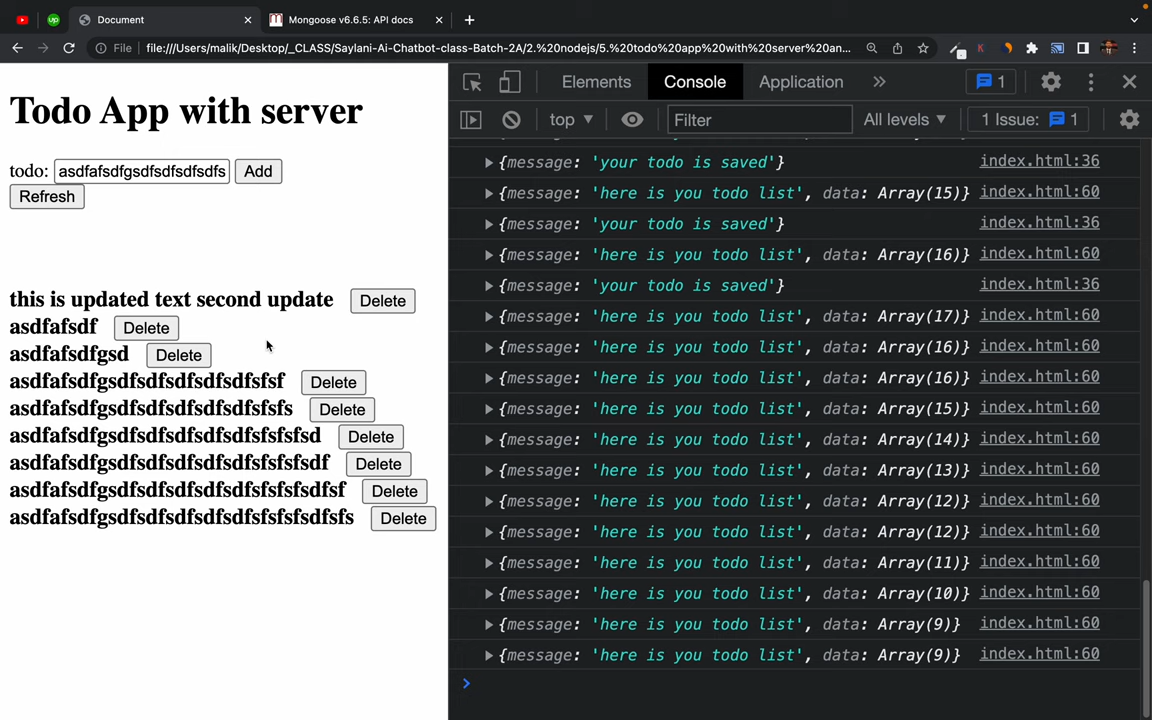 up Document Mongoose v6.6.5: API docs
File file:///Users/malik/Desktop/_CLASS/Saylani-Ai-Chatbot-class-Batch-2A/2.%20nodejs/5.%20todo%20app%20with%20server%20an...
Todo App with server
todo: asdfafsdfgsdfsdfsdfsdfs Add
Refresh
this is updated text second update Delete
asdfafsdf Delete
asdfafsdfgsd Delete
asdfafsdfgsdfsdfsdfsdfsdfsfsf Delete
asdfafsdfgsdfsdfsdfsdfsdfsfsfs Delete
asdfafsdfgsdfsdfsdfsdfsdfsfsfsfsd Delete
asdfafsdfgsdfsdfsdfsdfsdfsfsfsfsdf Delete
asdfafsdfgsdfsdfsdfsdfsdfsfsfsfsdfsf Delete
asdfafsdfgsdfsdfsdfsdfsdfsfsfsfsdfsfs Delete
Elements Console Application 1
top Filter All levels 1 Issue: 1
{message: 'your todo is saved'} index.html:36
{message: 'here is you todo list', data: Array(15)} index.html:60
{message: 'your todo is saved'} index.html:36
{message: 'here is you todo list', data: Array(16)} index.html:60
{message: 'your todo is saved'} index.html:36
{message: 'here is you todo list', data: Array(17)} index.html:60
{message: 'here is you todo list', data: Array(16)} index.html:60
{message: 'here is you todo list', data: Array(16)} index.html:60
{message: 'here is you todo list', data: Array(15)} index.html:60
{message: 'here is you todo list', data: Array(14)} index.html:60
{message: 'here is you todo list', data: Array(13)} index.html:60
{message: 'here is you todo list', data: Array(12)} index.html:60
{message: 'here is you todo list', data: Array(12)} index.html:60
{message: 'here is you todo list', data: Array(11)} index.html:60
{message: 'here is you todo list', data: Array(10)} index.html:60
{message: 'here is you todo list', data: Array(9)} index.html:60
{message: 'here is you todo list', data: Array(9)} index.html:60